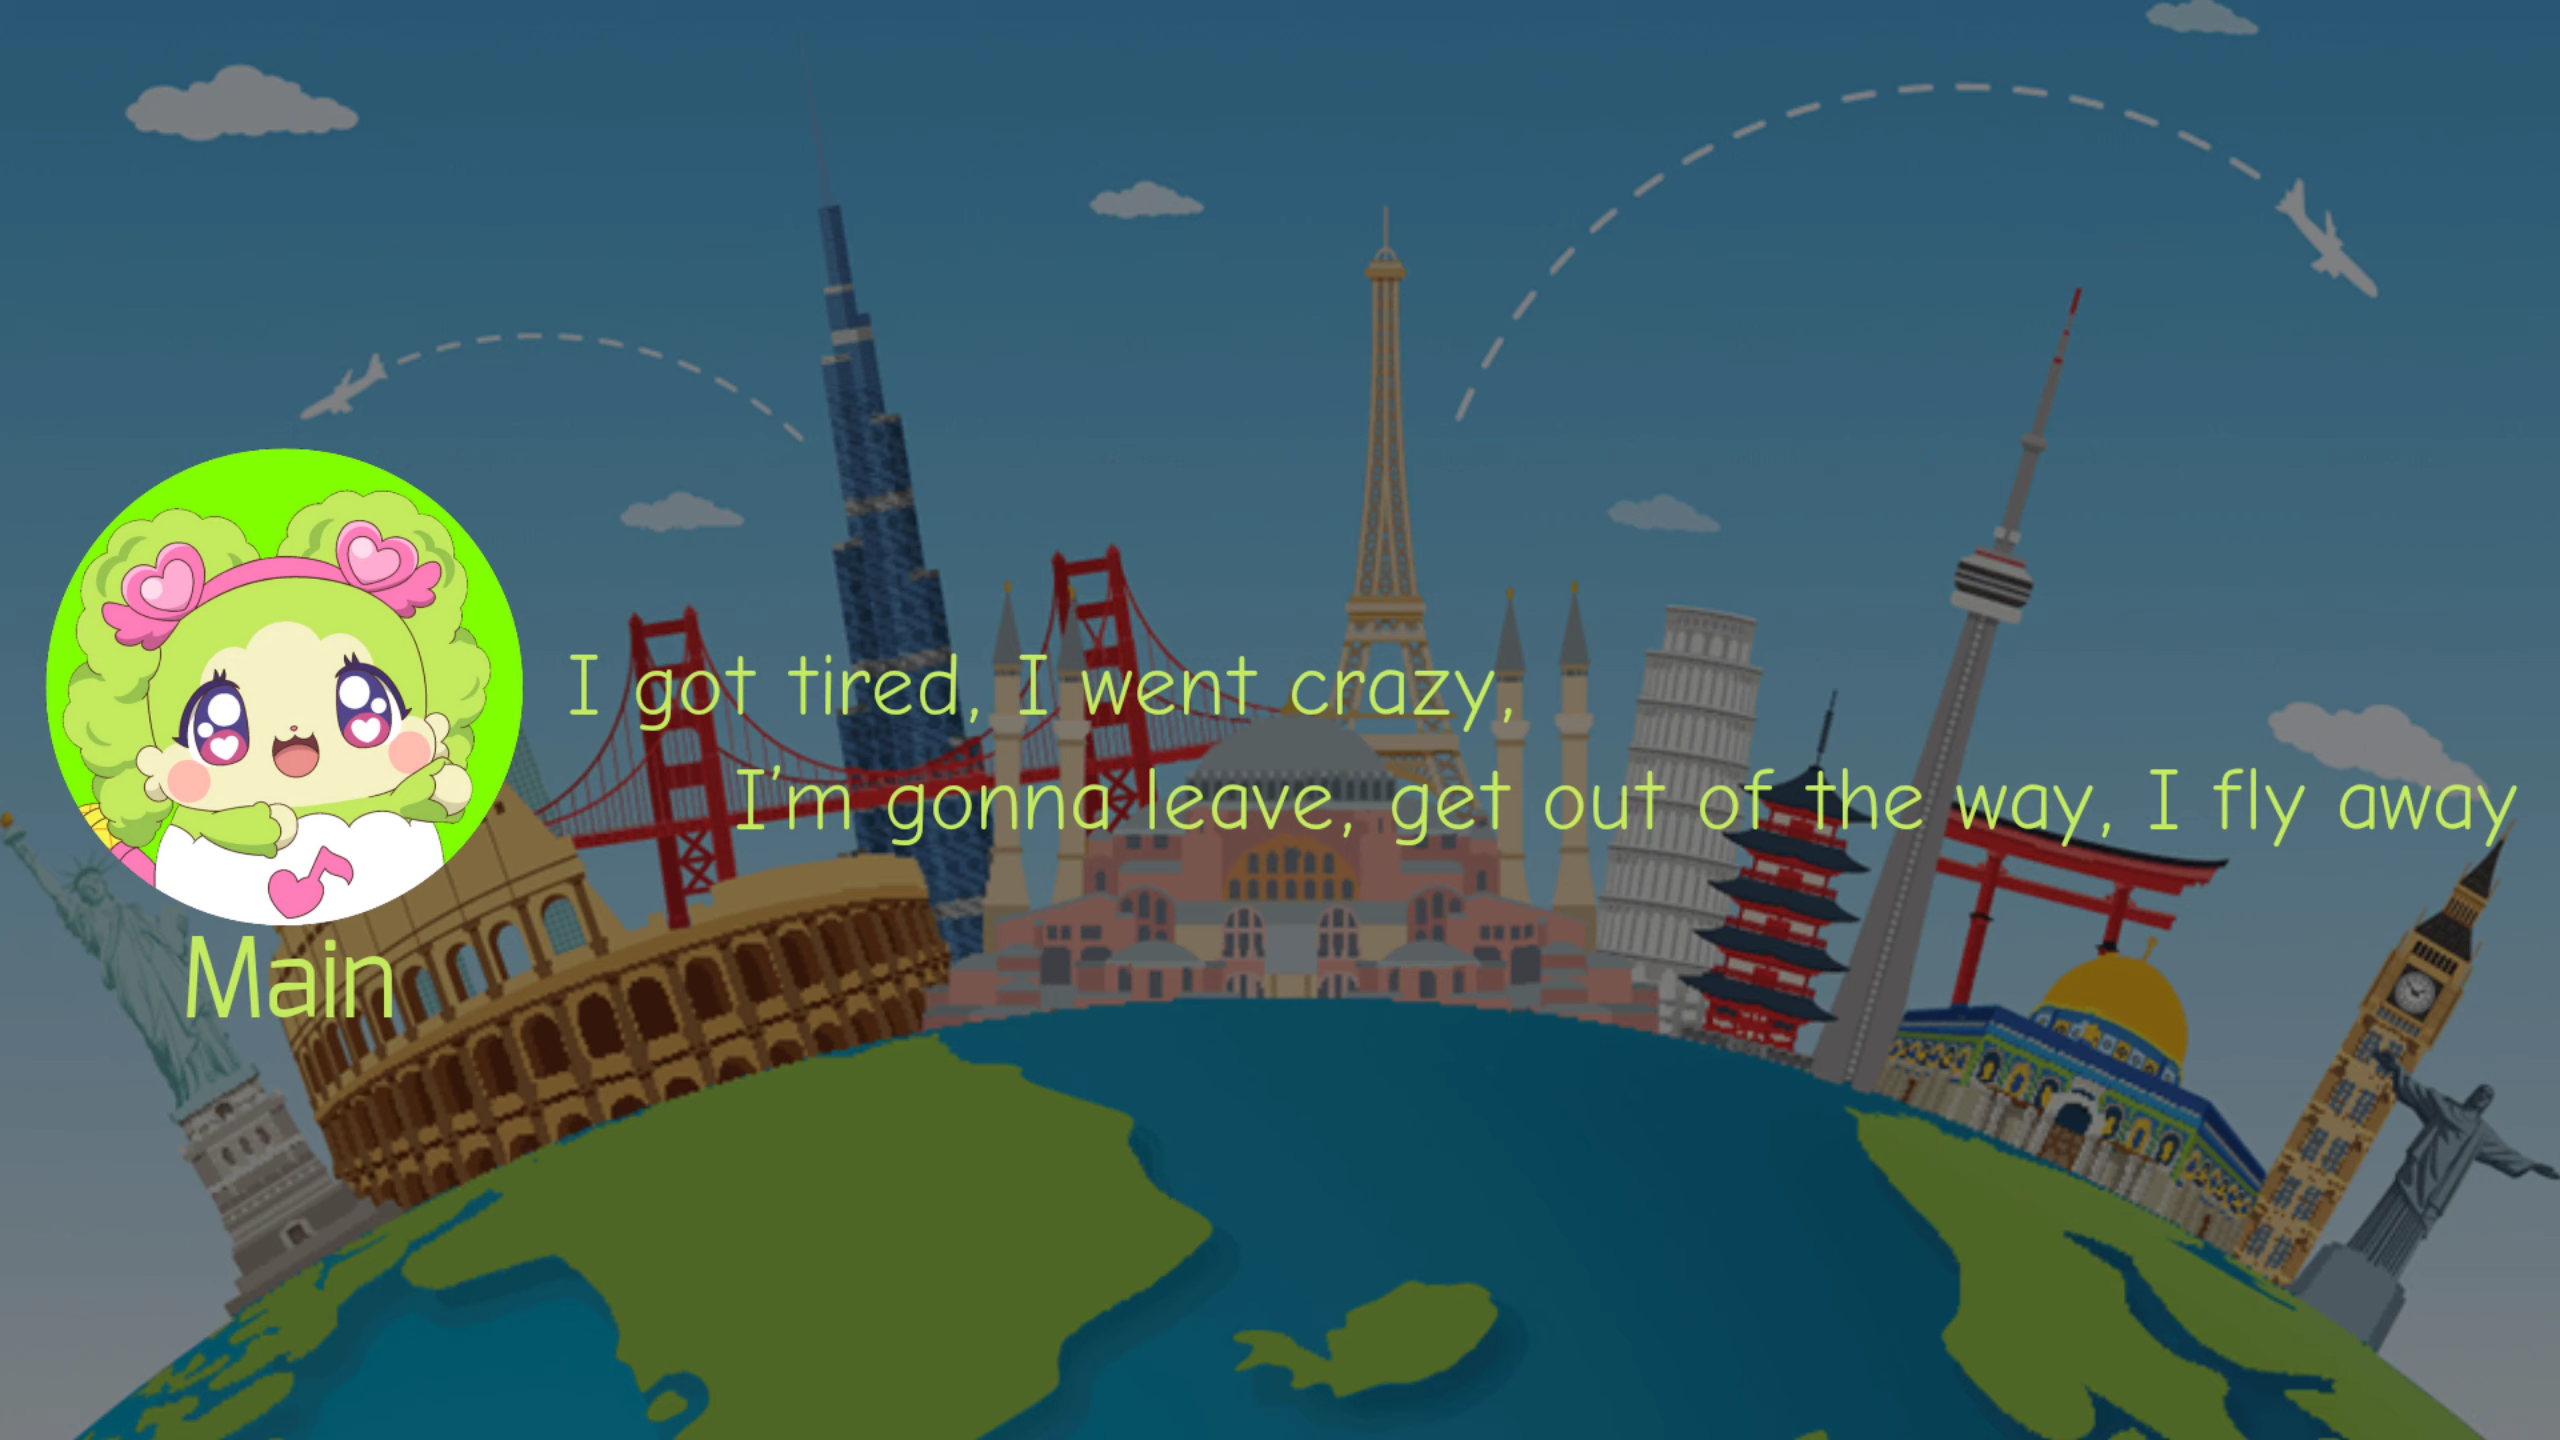 I got tired, I went crazy,
I'm gonna leave, get out of the way, I fly away
Main